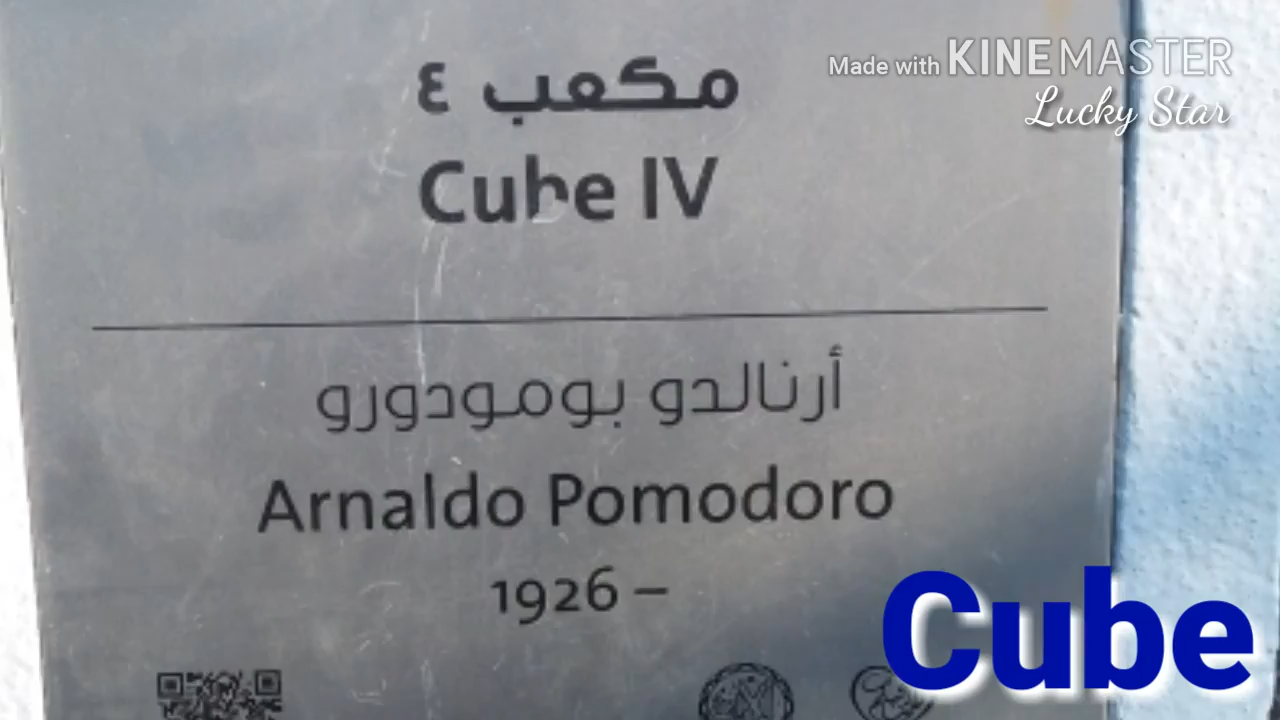 Made with KINEMASTER
Lucky Star
مكعب ٤
Cube IV
أرنالدو بومودورو
Arnaldo Pomodoro
1926 –
Cube